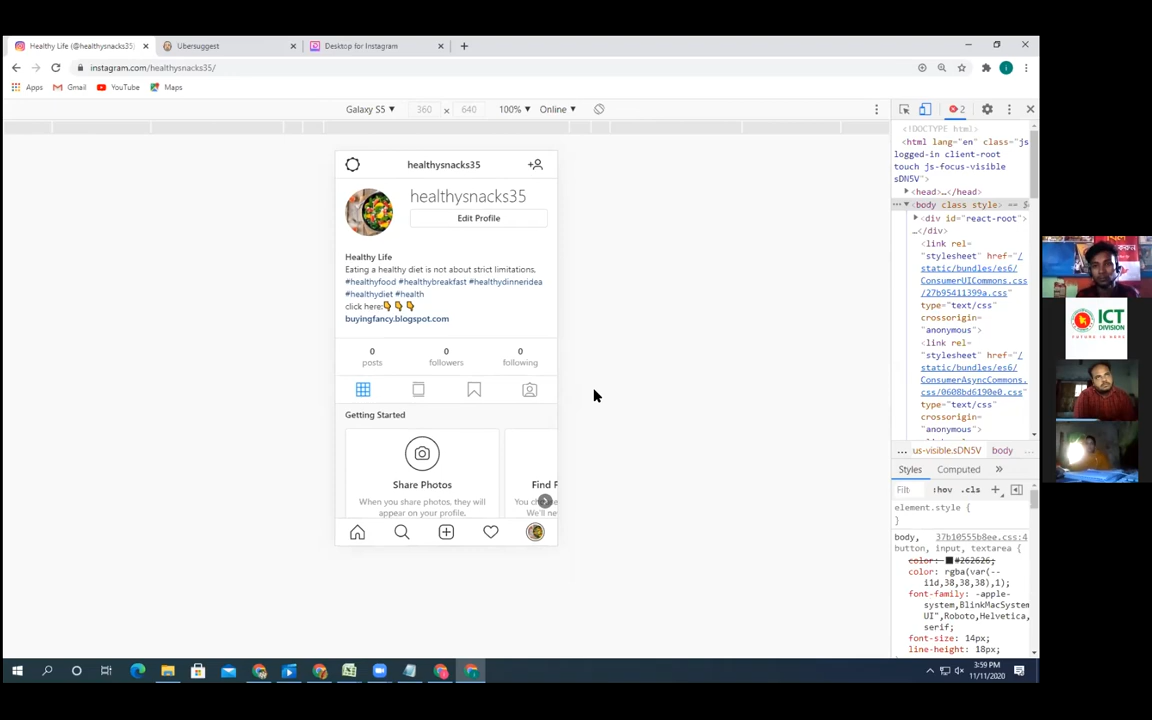 Healthy Life (@healthysnacks35)
Ubersuggest
Desktop for Instagram
instagram.com/healthysnacks35/
Apps
Gmail
YouTube
Maps
Galaxy S5
360 × 640
100%
Online
2
healthysnacks35
healthysnacks35
Edit Profile
Healthy Life
Eating a healthy diet is not about strict limitations,
#healthyfood #healthybreakfast #healthydinneridea
#healthydiet #health
click here:👇👇👇
buyingfancy.blogspot.com
0
posts
0
followers
0
following
Getting Started
Share Photos
When you share photos, they will
appear on your profile.
Find F
You ch
We'll ne
<!DOCTYPE html>
<html lang="en" class="js
logged-in client-root
touch js-focus-visible
sDN5V">
<head>…</head>
<body class style> ==
<div id="react-root">
…</div>
<link rel=
"stylesheet" href="/
static/bundles/es6/
ConsumerUICommons.css
/27b95411399a.css"
type="text/css"
crossorigin=
"anonymous">
<link rel=
"stylesheet" href="/
static/bundles/es6/
ConsumerAsyncCommons.
css/0608bd6190e0.css"
type="text/css"
crossorigin=
"anonymous">
... us-visible.sDN5V body ...
Styles
Computed
»
Filt
:hov
.cls
+
element.style {
}
body, 37b10555b8ee.css:4
button, input, textarea {
color: #262626;
color: rgba(var(--
i1d,38,38,38),1);
font-family: -apple-
system,BlinkMacSystem
UI",Roboto,Helvetica,
serif;
font-size: 14px;
line-height: 18px;
ICT
DIVISION
FUTURE IS HERE
3:59 PM
11/11/2020